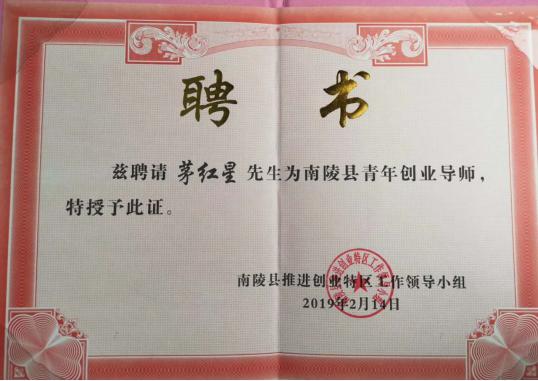 聘 书
兹聘请 茅红星 先生为南陵县青年创业导师，
特授予此证。
南陵县推进创业特区工作领导小组
2019年2月14日